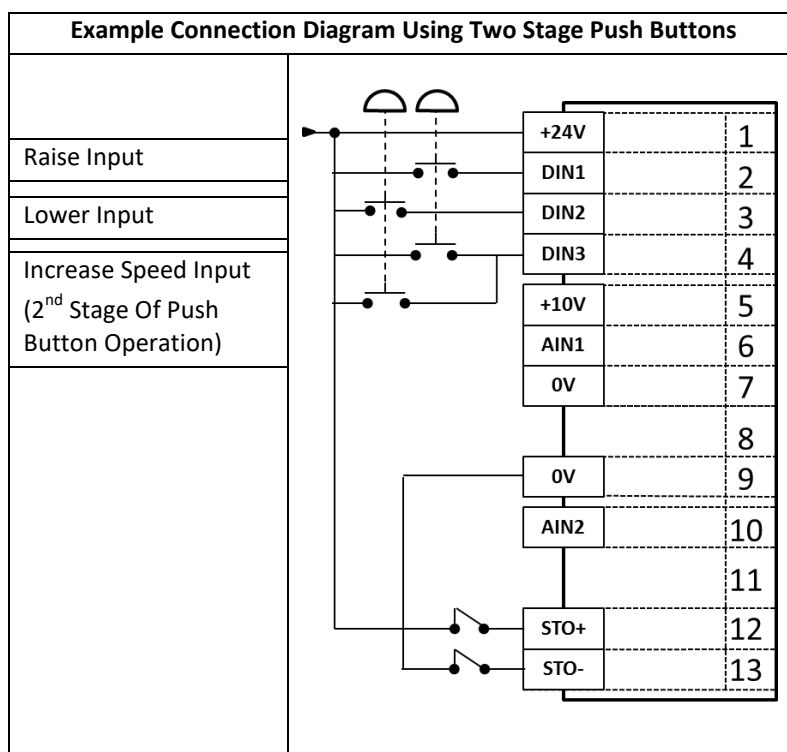 Example Connection Diagram Using Two Stage Push Buttons
+24V 1
Raise Input DIN1 2
Lower Input DIN2 3
Increase Speed Input DIN3 4
(2nd Stage Of Push +10V 5
Button Operation) AIN1 6
0V 7
8
0V 9
AIN2 10
11
STO+ 12
STO- 13